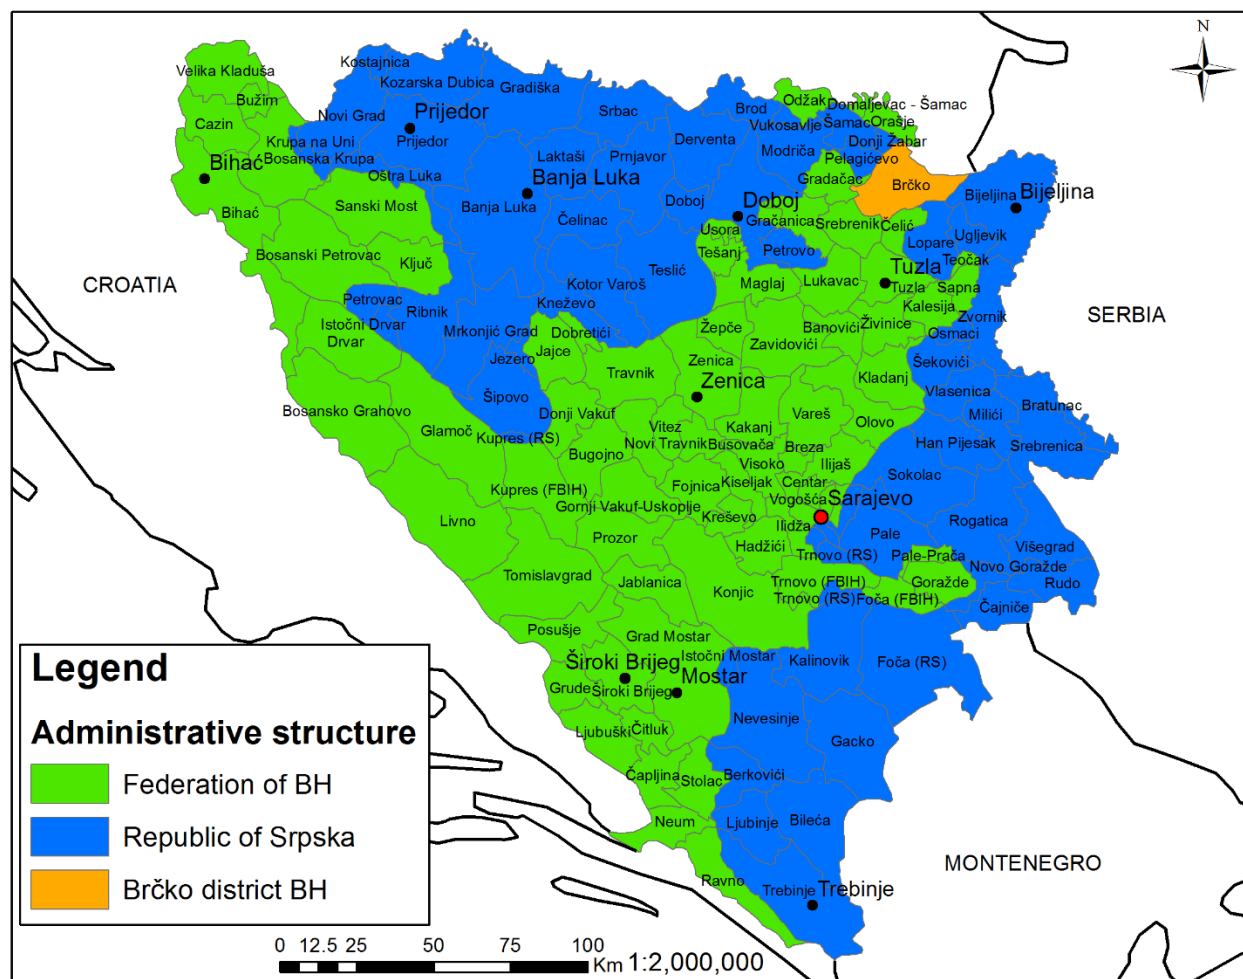 N
Velika Kladuša
Bužim
Cazin
Bihać
Bihać
Kostajnica
Kozarska Dubica
Gradiška
Novi Grad
Prijedor
Prijedor
Krupa na Uni
Bosanska Krupa
Oštra Luka
Srbac
Brod
Odžak
Domaljevac - Šamac
Orašje
Vukosavlje
Šamac
Derventa
Modriča
Donji Žabar
Pelagićevo
Laktaši
Prnjavor
Banja Luka
Banja Luka
Gradačac
Brčko
Bijeljina
Bijeljina
Sanski Most
Čelinac
Doboj
Doboj
Gračanica
Usora
Srebrenik
Čelić
Lopare
Ugljevik
Teočak
Bosanski Petrovac
Ključ
Tešanj
Petrovo
CROATIA
Kotor Varoš
Teslić
Maglaj
Lukavac
Tuzla
Tuzla
Sapna
Kalesija
Zvornik
SERBIA
Petrovac
Ribnik
Kneževo
Istočni Drvar
Drvar
Mrkonjić Grad
Dobretići
Žepče
Banovići
Živinice
Osmaci
Jezero
Jajce
Zavidovići
Šekovići
Travnik
Zenica
Zenica
Kladanj
Vlasenica
Šipovo
Milići
Bratunac
Bosansko Grahovo
Glamoč
Donji Vakuf
Kupres (RS)
Vitez
Novi Travnik
Kakanj
Busovača
Vareš
Breza
Olovo
Han Pijesak
Srebrenica
Bugojno
Visoko
Ilijaš
Sokolac
Kupres (FBIH)
Fojnica
Kiseljak
Centar
Vogošća
Sarajevo
Gornji Vakuf-Uskoplje
Kreševo
Ilidža
Livno
Prozor
Hadžići
Pale
Rogatica
Trnovo (RS)
Pale-Prača
Višegrad
Novo Goražde
Tomislavgrad
Jablanica
Konjic
Trnovo (FBIH)
Trnovo (RS)
Foča (FBIH)
Goražde
Rudo
Čajniče
Posušje
Grad Mostar
Istočni Mostar
Kalinovik
Foča (RS)
Široki Brijeg
Široki Brijeg
Mostar
Grude
Nevesinje
Ljubuški
Čitluk
Gacko
Čapljina
Stolac
Berkovići
Neum
Ljubinje
Bileća
MONTENEGRO
Ravno
Trebinje
Trebinje
Legend
Administrative structure
Federation of BH
Republic of Srpska
Brčko district BH
0 12.5 25 50 75 100
Km 1:2,000,000